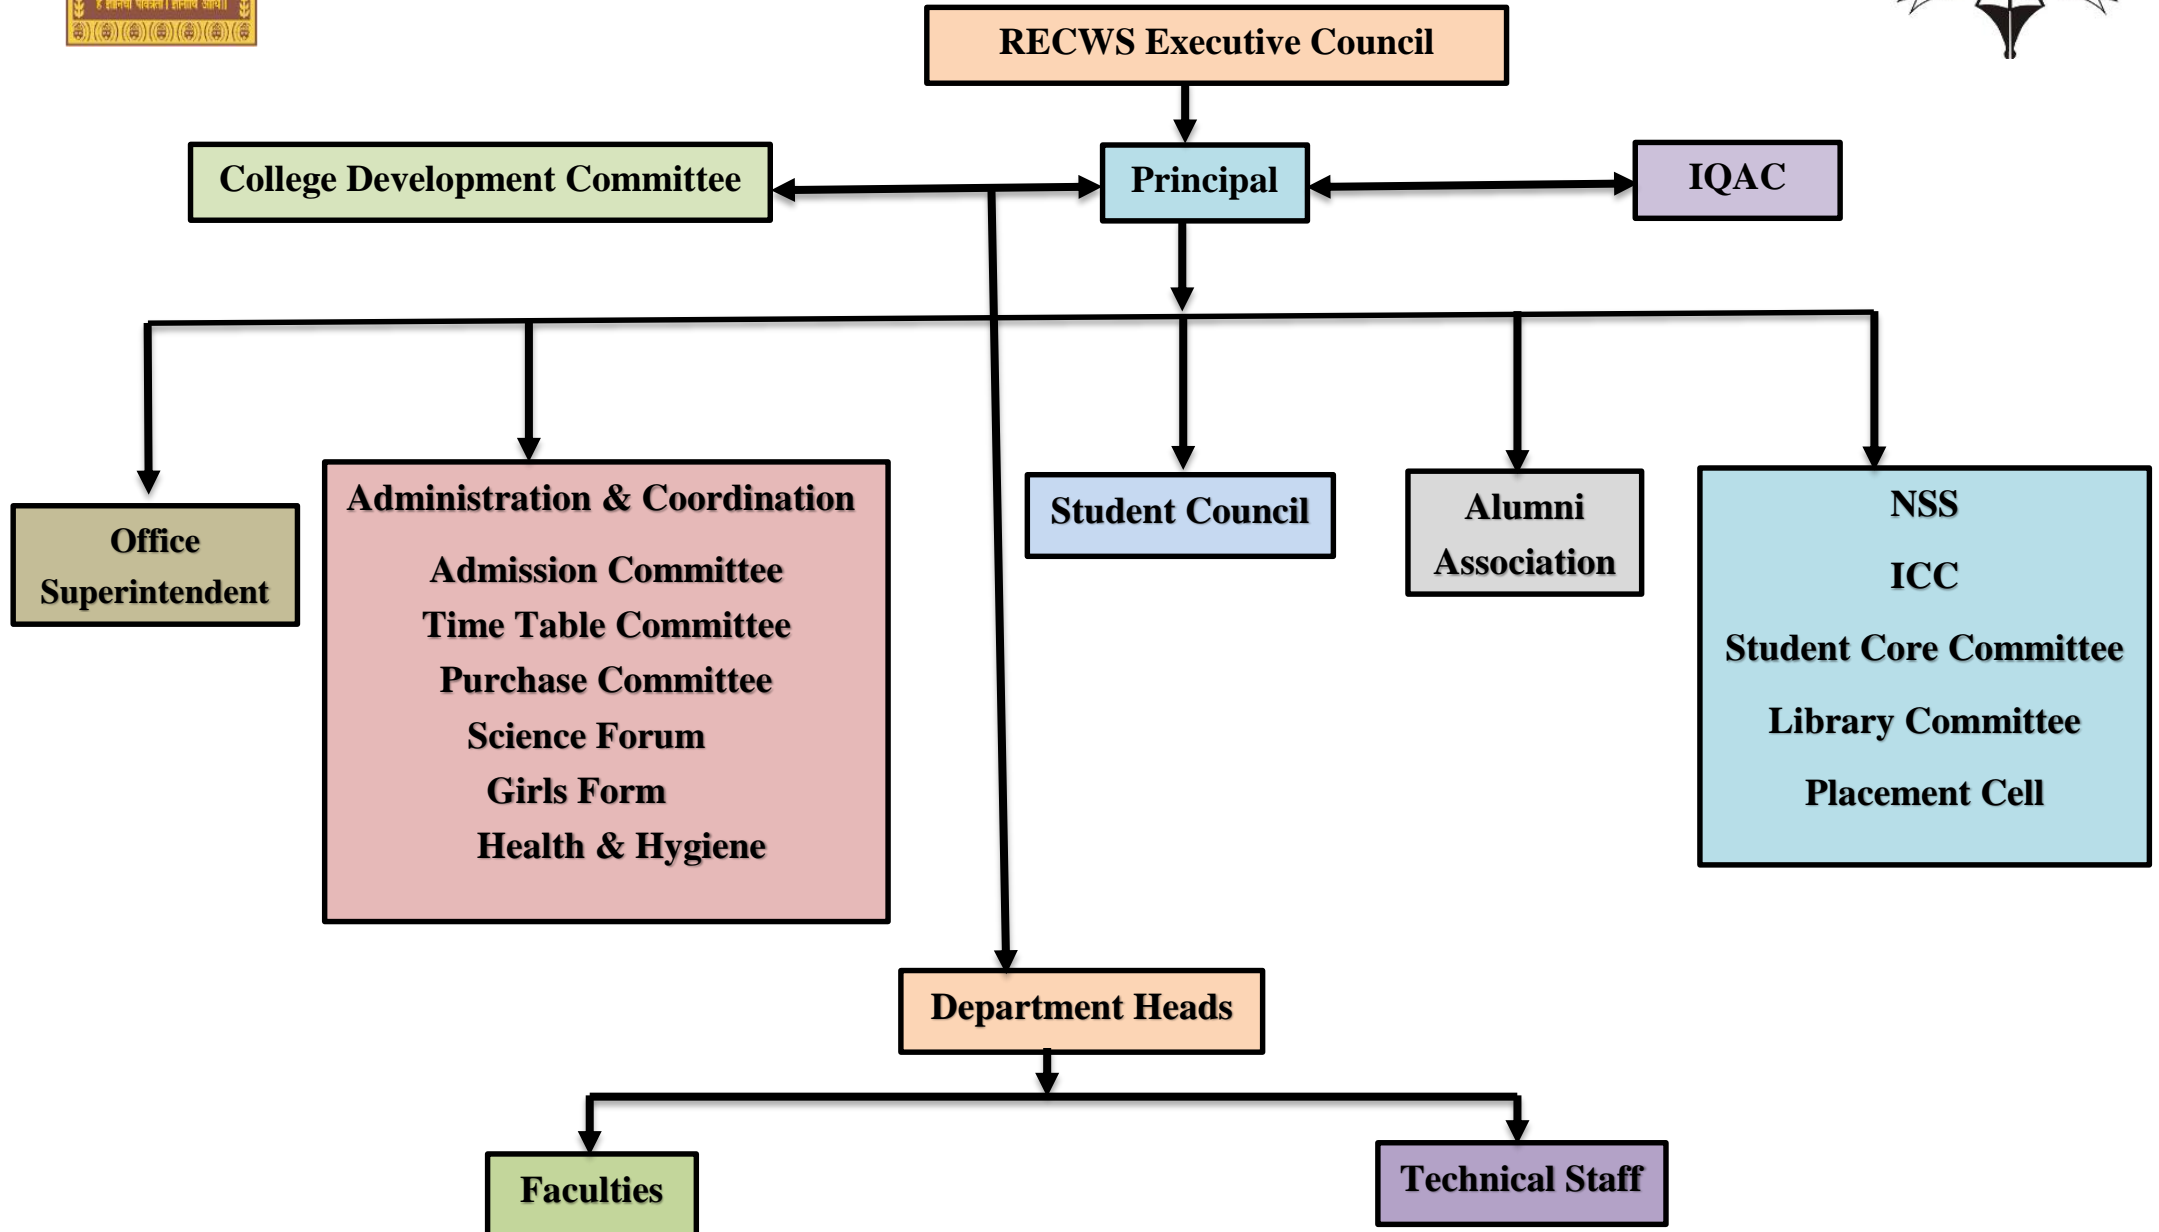 RECWS Executive Council
College Development Committee
Principal
IQAC
Office
Superintendent
Administration & Coordination
Admission Committee
Time Table Committee
Purchase Committee
Science Forum
Girls Form
Health & Hygiene
Student Council
Alumni
Association
NSS
ICC
Student Core Committee
Library Committee
Placement Cell
Department Heads
Faculties
Technical Staff